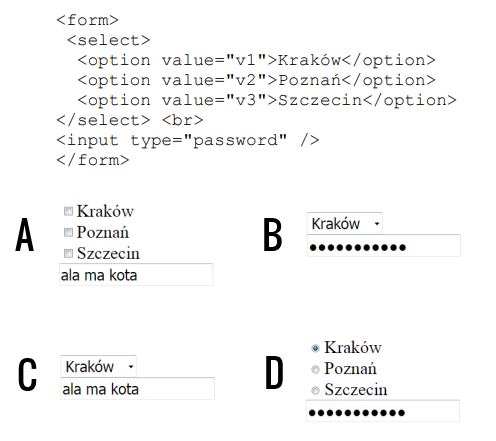 <form>
<select>
<option value="v1">Kraków</option>
<option value="v2">Poznań</option>
<option value="v3">Szczecin</option>
</select> <br>
<input type="password" />
</form>
A
Kraków
Poznań
Szczecin
ala ma kota
B
Kraków
●●●●●●●●●●●
C
Kraków
ala ma kota
D
Kraków
Poznań
Szczecin
●●●●●●●●●●●